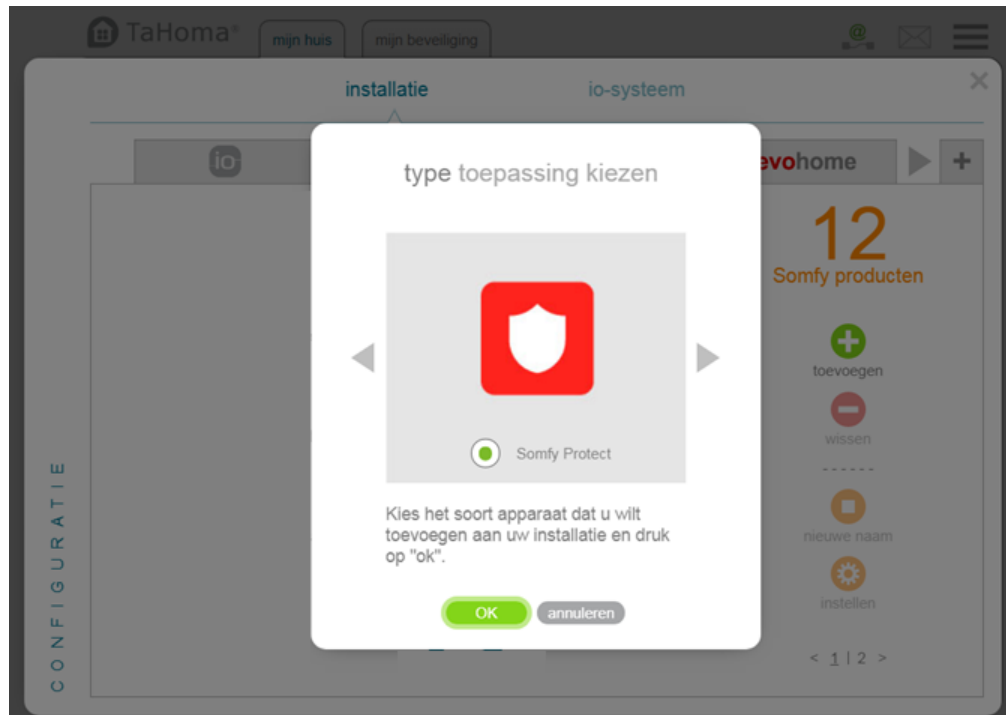 TaHoma®
mijn huis
mijn beveiliging
@
installatie
io-systeem
io
evohome
+
type toepassing kiezen
12
Somfy producten
toevoegen
wissen
------
nieuwe naam
instellen
< 1 | 2 >
Somfy Protect
Kies het soort apparaat dat u wilt
toevoegen aan uw installatie en druk
op "ok".
OK
annuleren
CONFIGURATIE